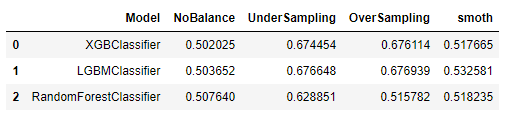 Model NoBalance UnderSampling OverSampling smoth
0 XGBClassifier 0.502025 0.674454 0.676114 0.517665
1 LGBMClassifier 0.503652 0.676648 0.676939 0.532581
2 RandomForestClassifier 0.507640 0.628851 0.515782 0.518235